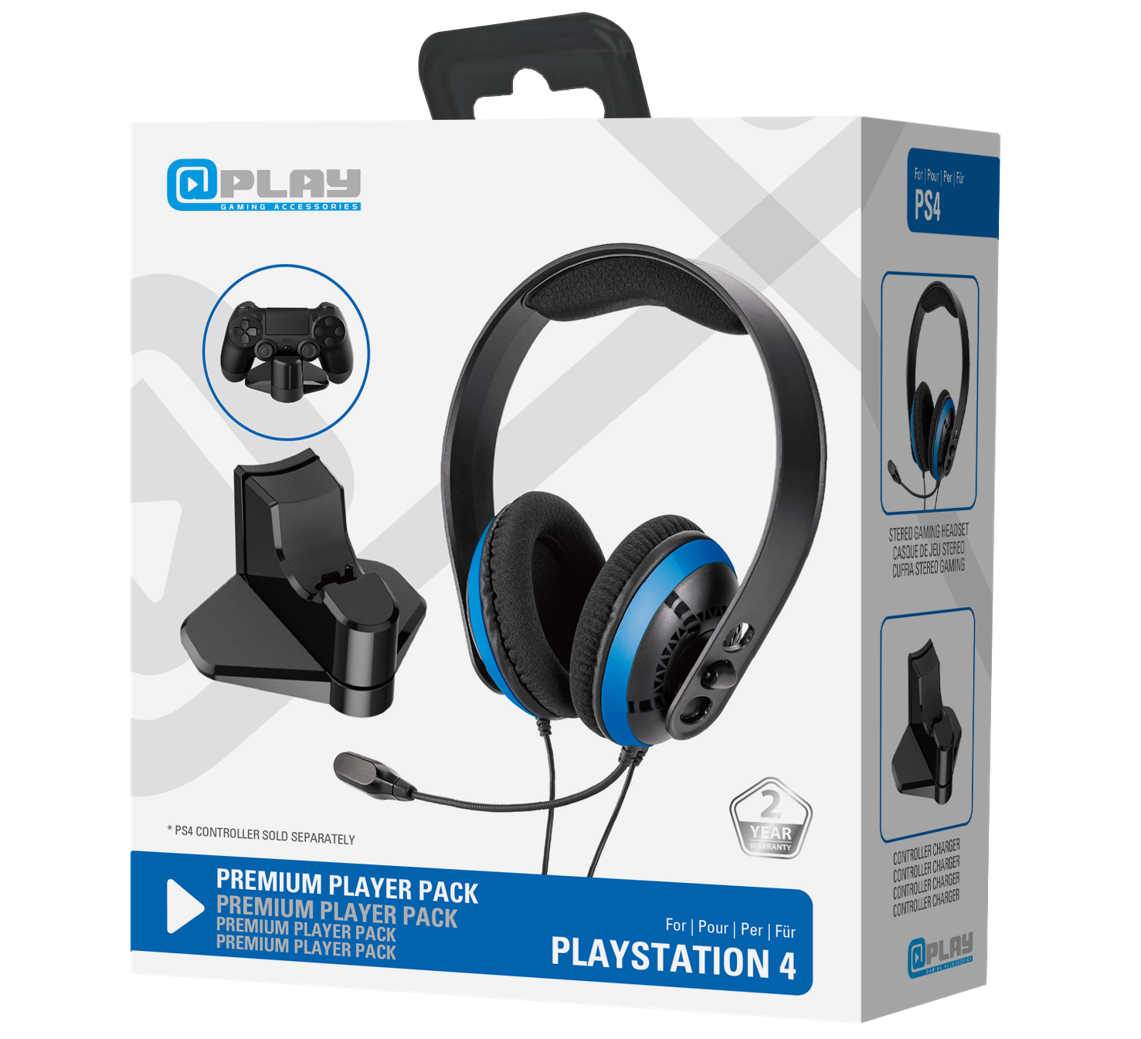 @PLAY
GAMING ACCESSORIES
* PS4 CONTROLLER SOLD SEPARATELY
2
YEAR
WARRANTY
PREMIUM PLAYER PACK
PREMIUM PLAYER PACK
PREMIUM PLAYER PACK
PREMIUM PLAYER PACK
For | Pour | Per | Für
PLAYSTATION 4
For | Pour | Per | Für
PS4
STEREO GAMING HEADSET
CASQUE DE JEU STEREO
CUFFIA STEREO GAMING
CONTROLLER CHARGER
CONTROLLER CHARGER
CONTROLLER CHARGER
CONTROLLER CHARGER
@PLAY
GAMING ACCESSORIES